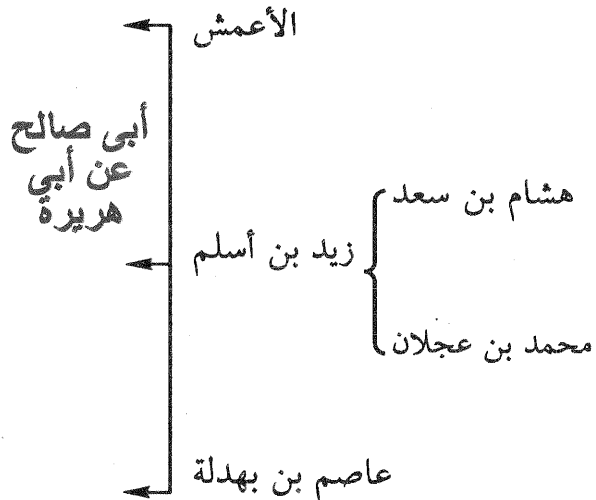 الأعمش
أبى صالح
عن أبي
هريرة
هشام بن سعد
زيد بن أسلم
محمد بن عجلان
عاصم بن بهدلة